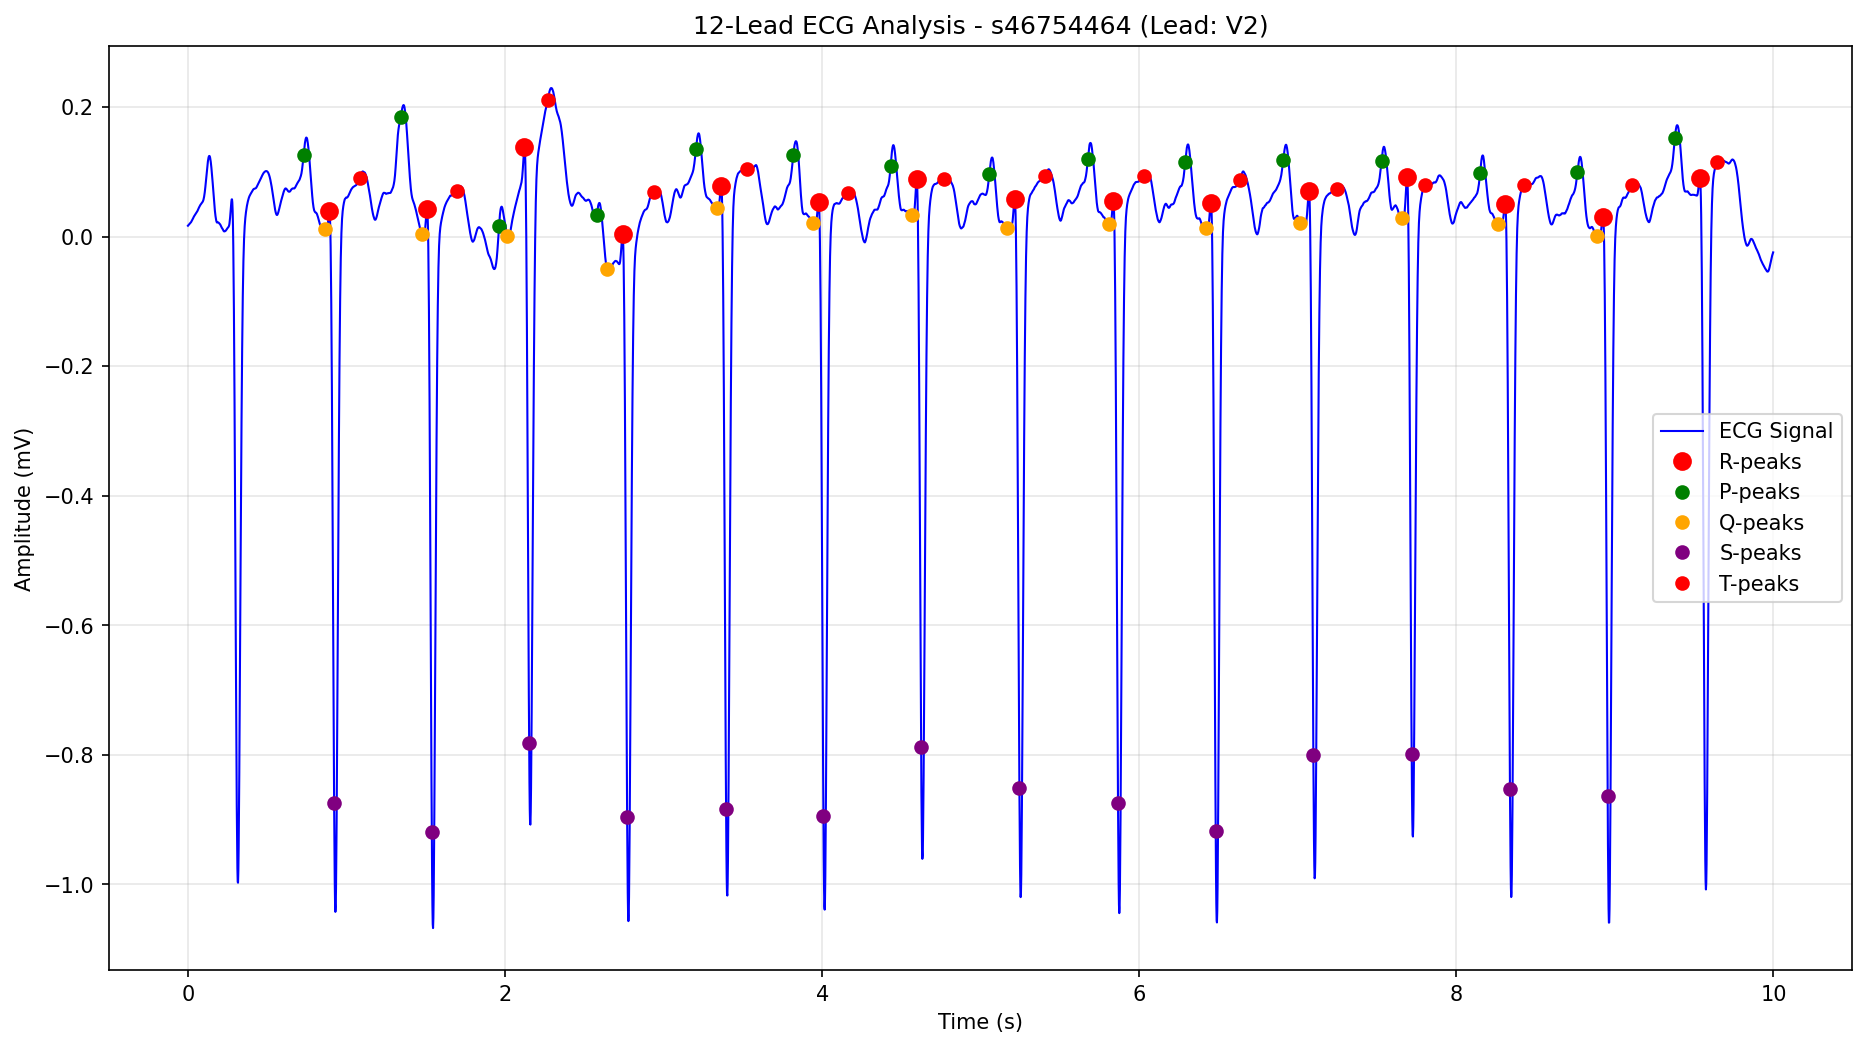 12-Lead ECG Analysis - s46754464 (Lead: V2)
Amplitude (mV)
0.2
0.0
−0.2
−0.4
−0.6
−0.8
−1.0
ECG Signal
R-peaks
P-peaks
Q-peaks
S-peaks
T-peaks
0 2 4 6 8 10
Time (s)